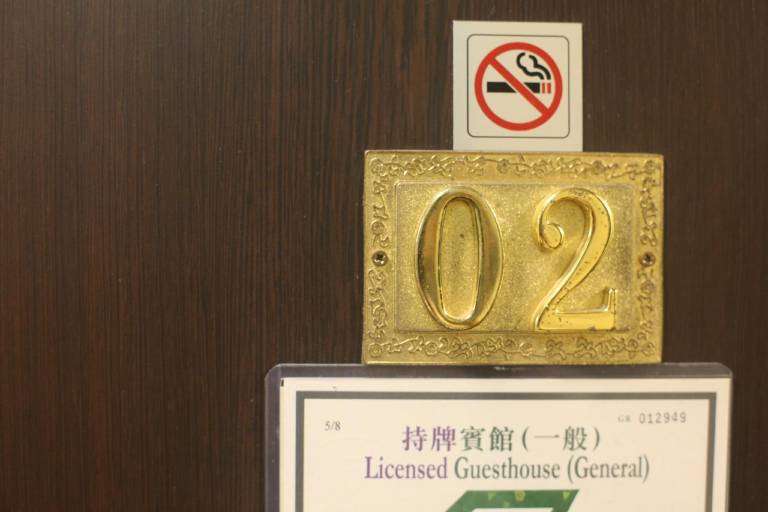 02
5/8
GR 012949
持牌賓館(一般)
Licensed Guesthouse (General)